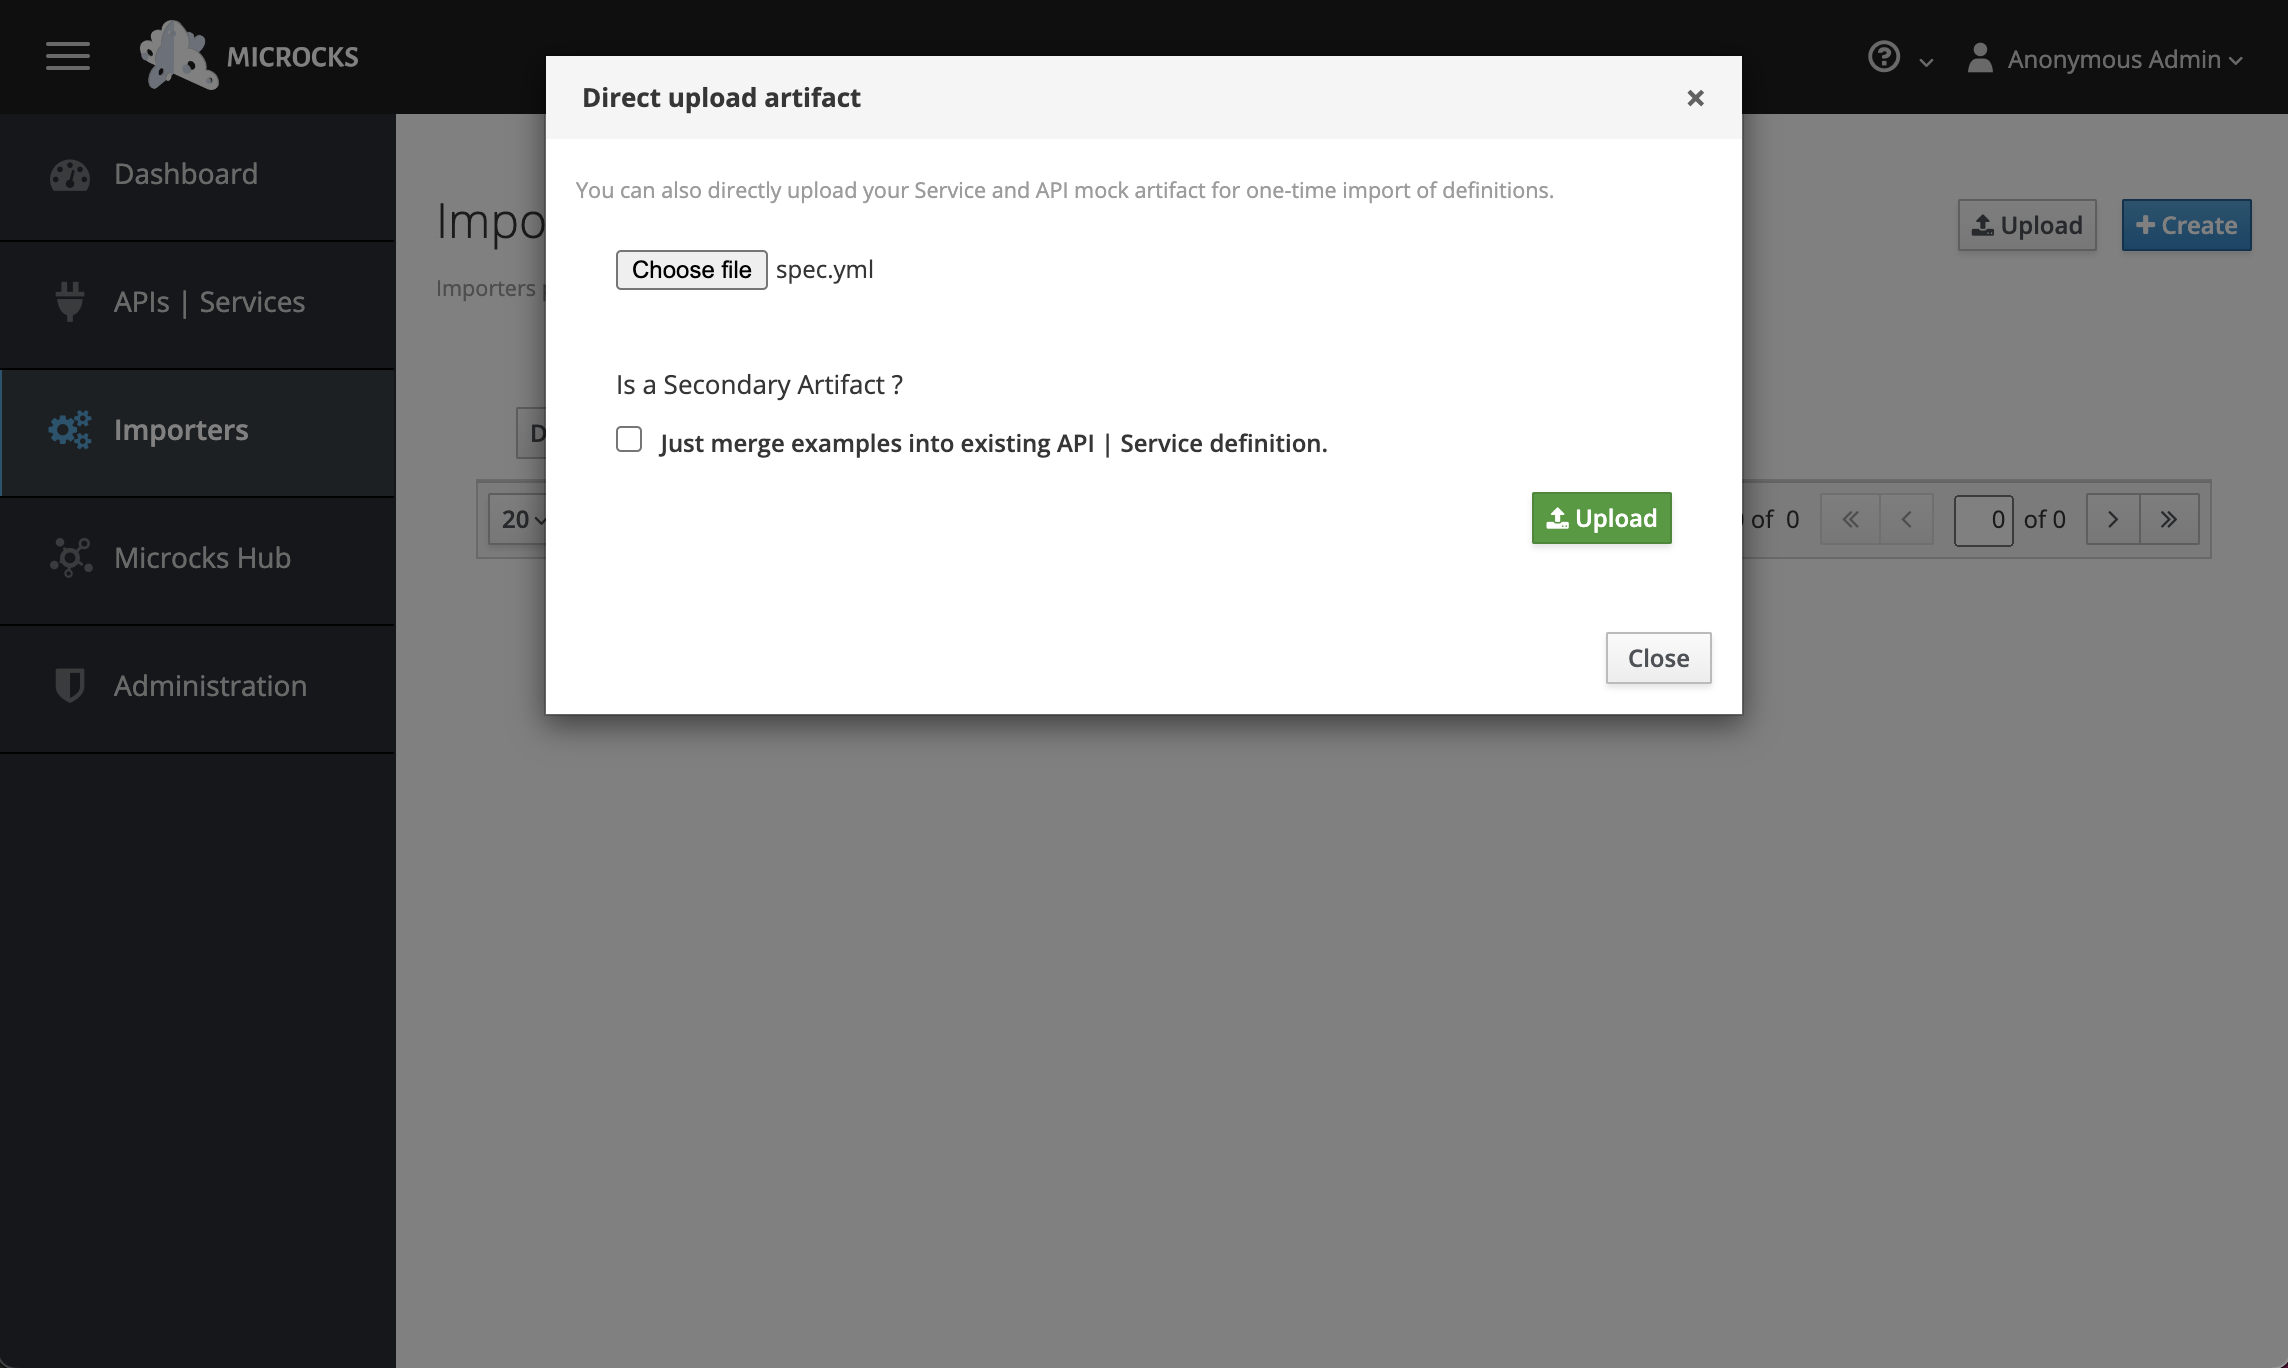 MICROCKS
Anonymous Admin
Dashboard
APIs | Services
Importers
Microcks Hub
Administration
Importers
Upload
Create
Direct upload artifact
You can also directly upload your Service and API mock artifact for one-time import of definitions.
Choose file spec.yml
Is a Secondary Artifact ?
Just merge examples into existing API | Service definition.
Upload
Close
20
of 0
0 of 0